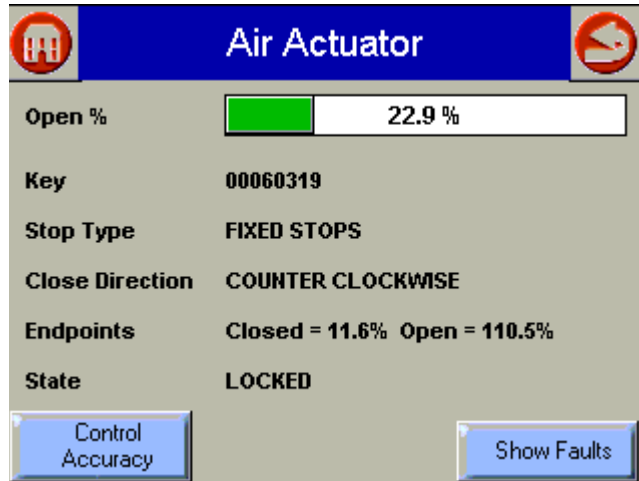 Air Actuator
Open % 22.9 %
Key 00060319
Stop Type FIXED STOPS
Close Direction COUNTER CLOCKWISE
Endpoints Closed = 11.6% Open = 110.5%
State LOCKED
Control
Accuracy
Show Faults